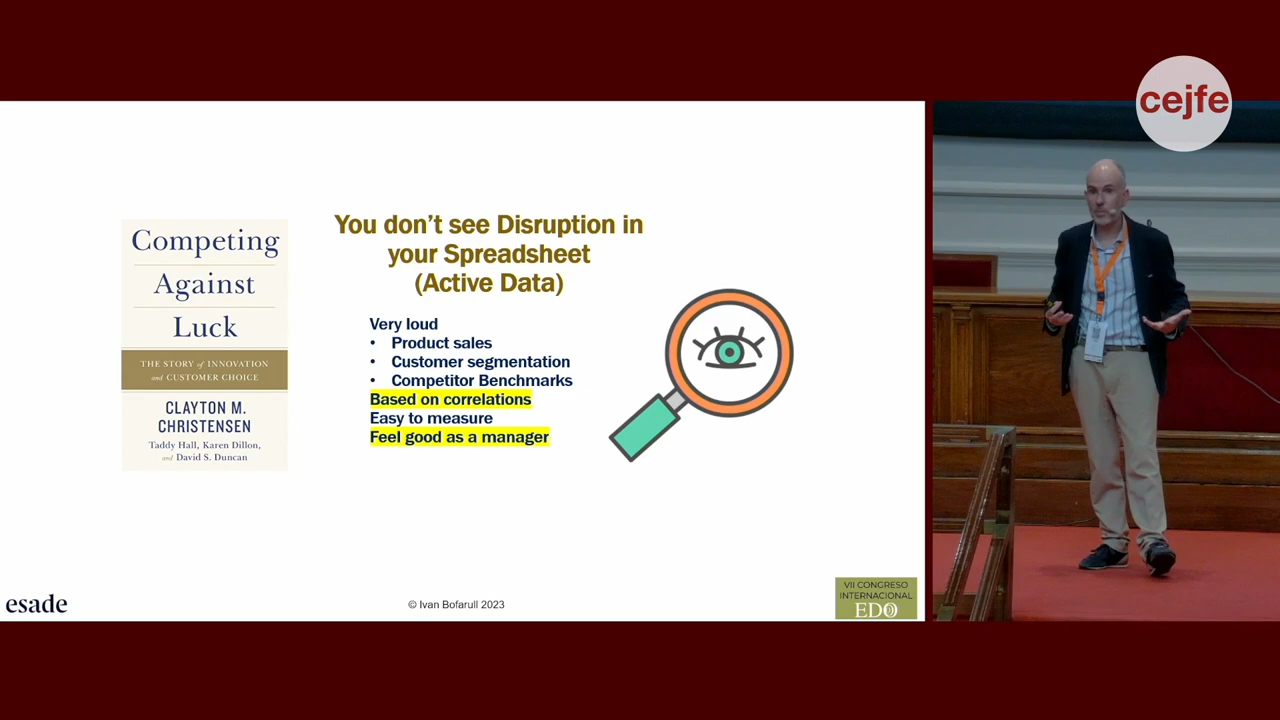 cejfe
Competing
Against
Luck
THE STORY of INNOVATION
and CUSTOMER CHOICE
CLAYTON M.
CHRISTENSEN
Taddy Hall, Karen Dillon,
and David S. Duncan
You don’t see Disruption in
your Spreadsheet
(Active Data)
Very loud
• Product sales
• Customer segmentation
• Competitor Benchmarks
Based on correlations
Easy to measure
Feel good as a manager
esade
© Ivan Bofarull 2023
VII CONGRESO
INTERNACIONAL
EDO